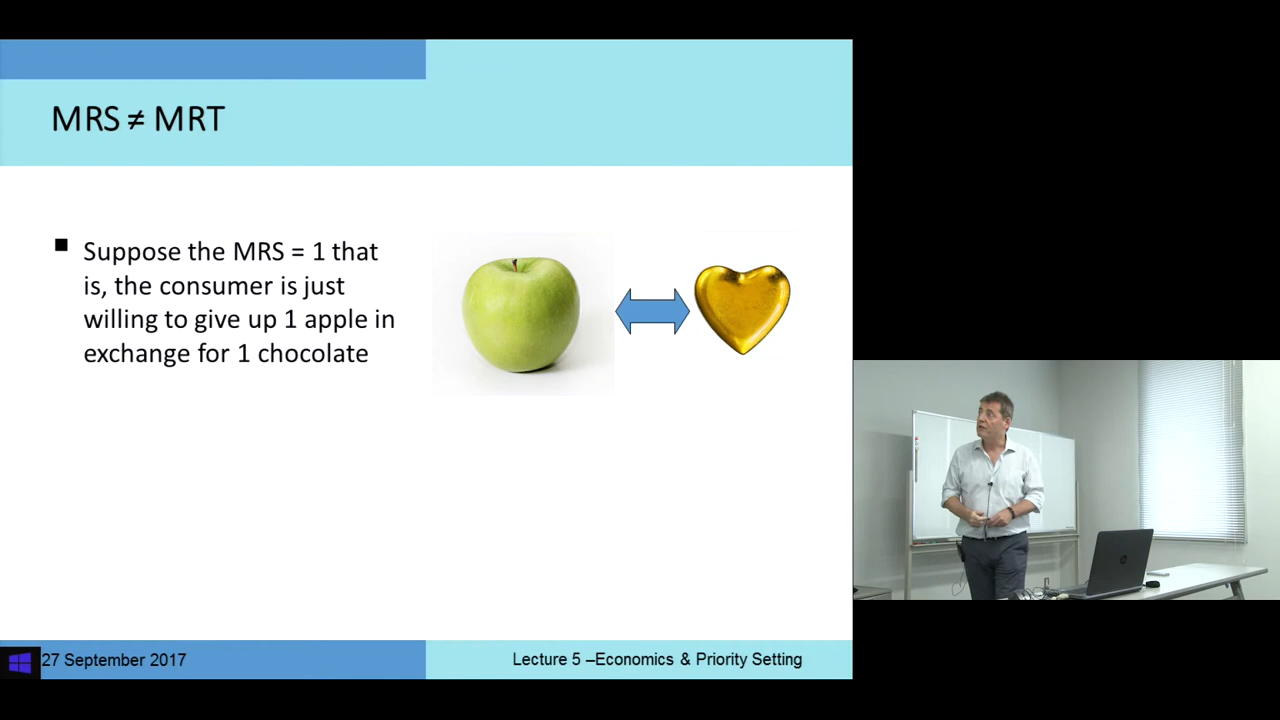 MRS ≠ MRT
Suppose the MRS = 1 that
is, the consumer is just
willing to give up 1 apple in
exchange for 1 chocolate
27 September 2017
Lecture 5 –Economics & Priority Setting